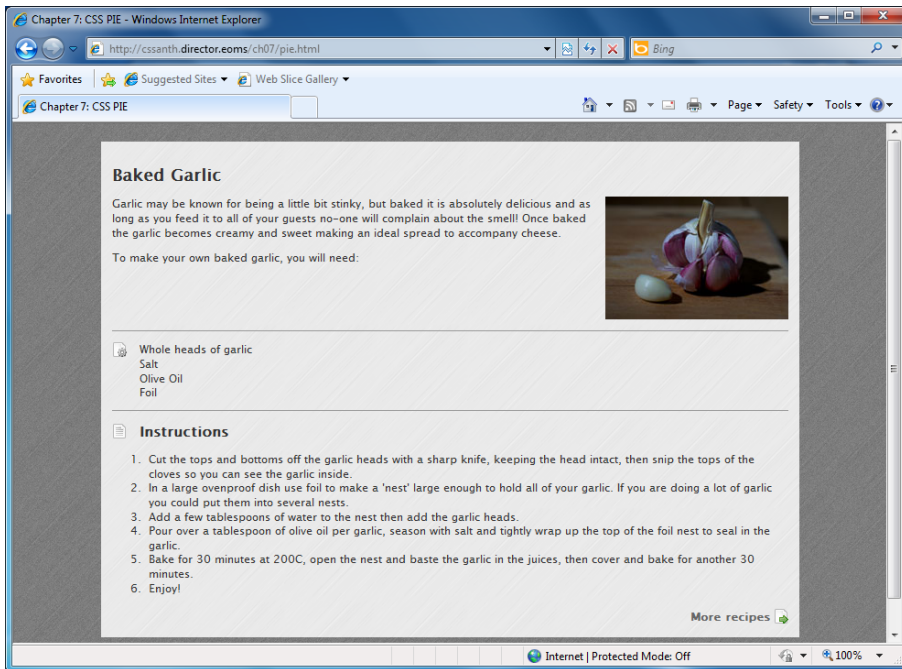 Chapter 7: CSS PIE - Windows Internet Explorer
http://cssanth.director.eoms/ch07/pie.html
Bing
Favorites
Suggested Sites
Web Slice Gallery
Chapter 7: CSS PIE
Page
Safety
Tools
Baked Garlic
Garlic may be known for being a little bit stinky, but baked it is absolutely delicious and as
long as you feed it to all of your guests no-one will complain about the smell! Once baked
the garlic becomes creamy and sweet making an ideal spread to accompany cheese.
To make your own baked garlic, you will need:
Whole heads of garlic
Salt
Olive Oil
Foil
Instructions
1. Cut the tops and bottoms off the garlic heads with a sharp knife, keeping the head intact, then snip the tops of the
cloves so you can see the garlic inside.
2. In a large ovenproof dish use foil to make a 'nest' large enough to hold all of your garlic. If you are doing a lot of garlic
you could put them into several nests.
3. Add a few tablespoons of water to the nest then add the garlic heads.
4. Pour over a tablespoon of olive oil per garlic, season with salt and tightly wrap up the top of the foil nest to seal in the
garlic.
5. Bake for 30 minutes at 200C, open the nest and baste the garlic in the juices, then cover and bake for another 30
minutes.
6. Enjoy!
More recipes
Internet | Protected Mode: Off
100%